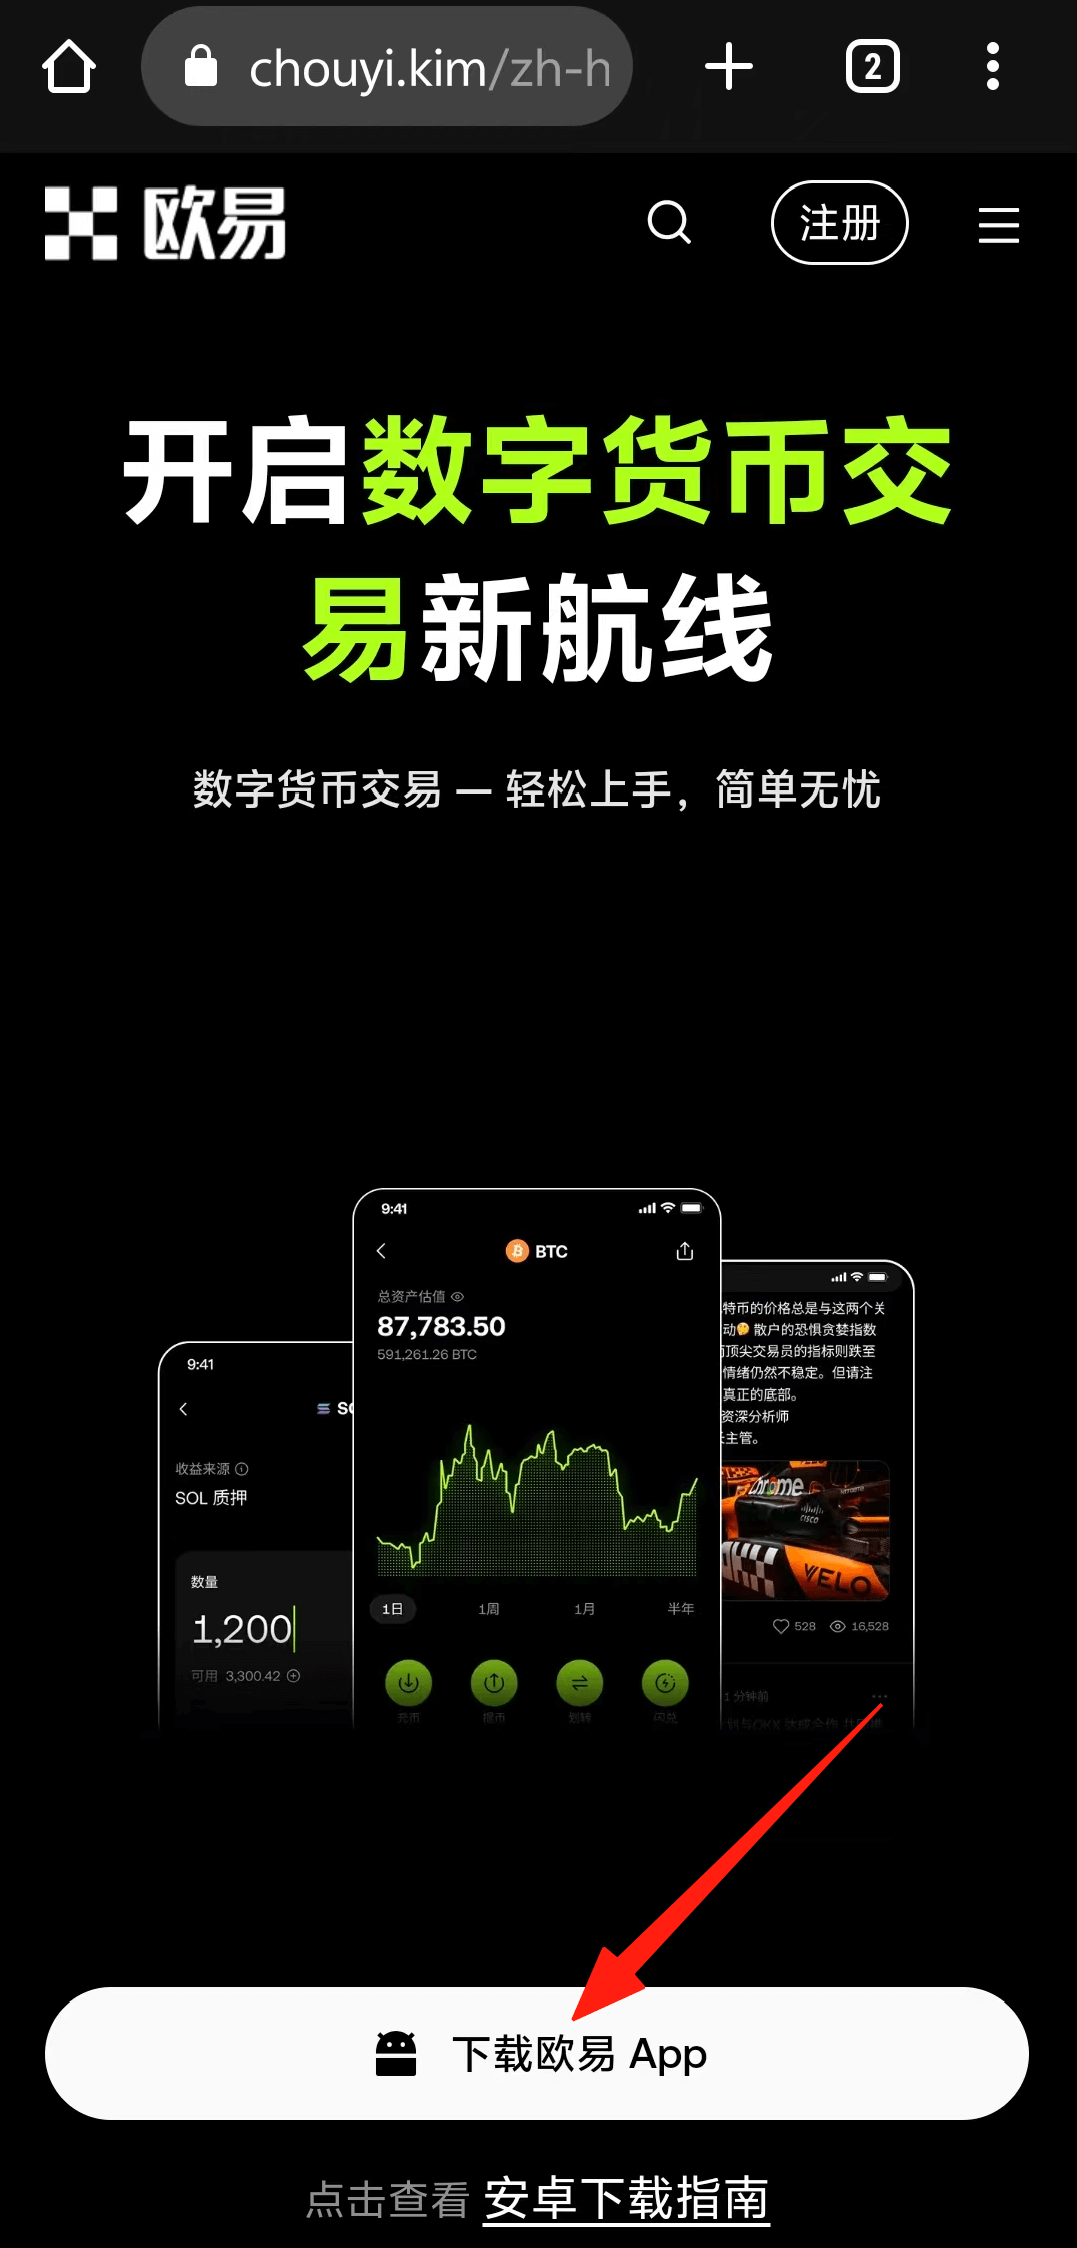 chouyi.kim/zh-h
2
欧易
注册
开启数字货币交
易新航线
数字货币交易 — 轻松上手，简单无忧
9:41
BTC
总资产估值
87,783.50
591,261.26 BTC
1日
1周
1月
半年
充币
提币
划转
闪兑
9:41
收益来源
SOL 质押
数量
1,200
可用 3,300.42
特币的价格总是与这两个关
动🤔 散户的恐惧贪婪指数
顶尖交易员的指标则跌至
情绪仍然不稳定。但请注
真正的底部。
资深分析师
主管。
chrome
CISCO
VELO
528
16,528
1 分钟前
下载欧易 App
点击查看 安卓下载指南